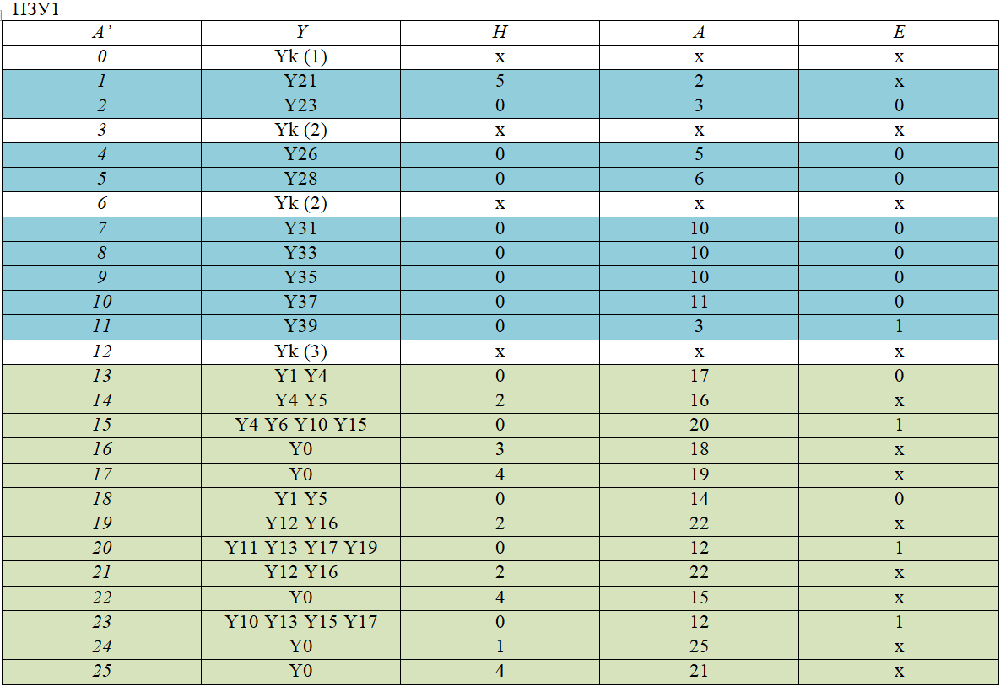 ПЗУ1
A’ Y H A E
0 Yk (1) x x x
1 Y21 5 2 x
2 Y23 0 3 0
3 Yk (2) x x x
4 Y26 0 5 0
5 Y28 0 6 0
6 Yk (2) x x x
7 Y31 0 10 0
8 Y33 0 10 0
9 Y35 0 10 0
10 Y37 0 11 0
11 Y39 0 3 1
12 Yk (3) x x x
13 Y1 Y4 0 17 0
14 Y4 Y5 2 16 x
15 Y4 Y6 Y10 Y15 0 20 1
16 Y0 3 18 x
17 Y0 4 19 x
18 Y1 Y5 0 14 0
19 Y12 Y16 2 22 x
20 Y11 Y13 Y17 Y19 0 12 1
21 Y12 Y16 2 22 x
22 Y0 4 15 x
23 Y10 Y13 Y15 Y17 0 12 1
24 Y0 1 25 x
25 Y0 4 21 x